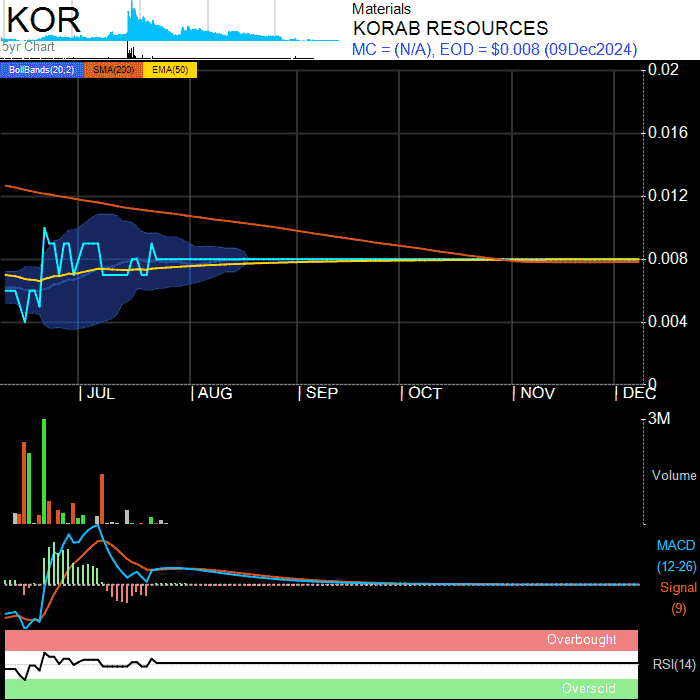 KOR
5yr Chart
Materials
KORAB RESOURCES
MC = (N/A), EOD = $0.008 (09Dec2024)
BollBands(20,2) SMA(200) EMA(50)
0.02
0.016
0.012
0.008
0.004
0
JUL AUG SEP OCT NOV DEC
3M
Volume
MACD
(12-26)
Signal
(9)
Overbought
RSI(14)
Oversold